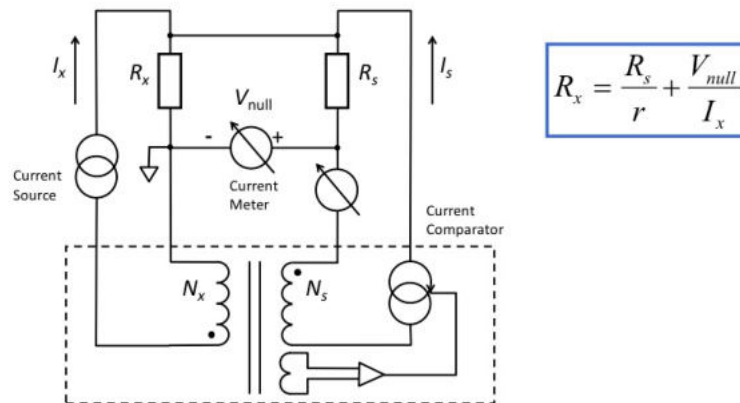 I_x
R_x
R_s
I_s
V_null
- +
Current
Source
Current
Meter
Current
Comparator
N_x
N_s
R_x = R_s / r + V_null / I_x